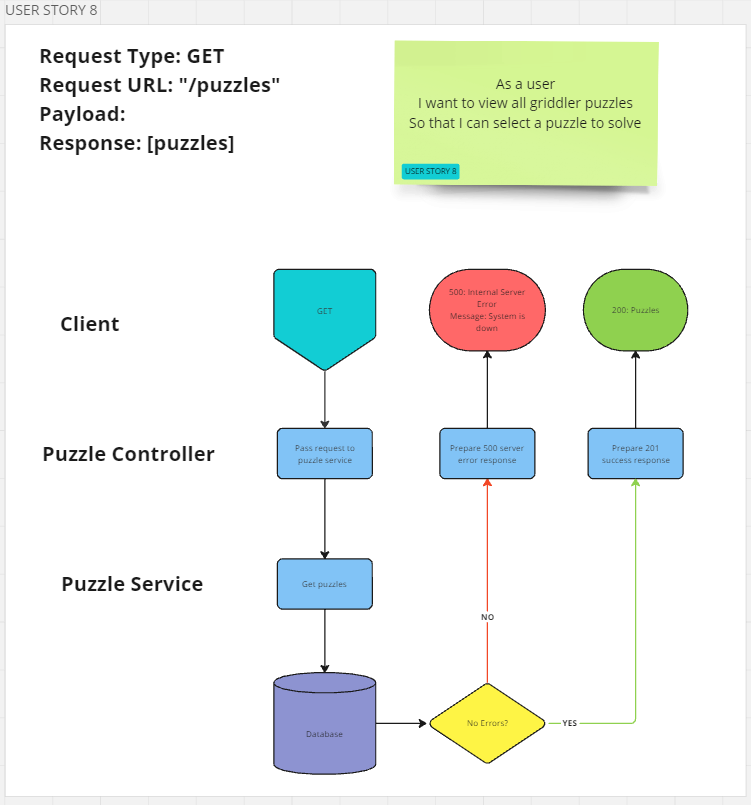 USER STORY 8
Request Type: GET
Request URL: "/puzzles"
Payload:
Response: [puzzles]
As a user
I want to view all griddler puzzles
So that I can select a puzzle to solve
USER STORY 8
Client
GET
500: Internal Server
Error
Message: System is
down
200: Puzzles
Puzzle Controller
Pass request to
puzzle service
Prepare 500 server
error response
Prepare 201
success response
Puzzle Service
Get puzzles
NO
Database
No Errors?
YES